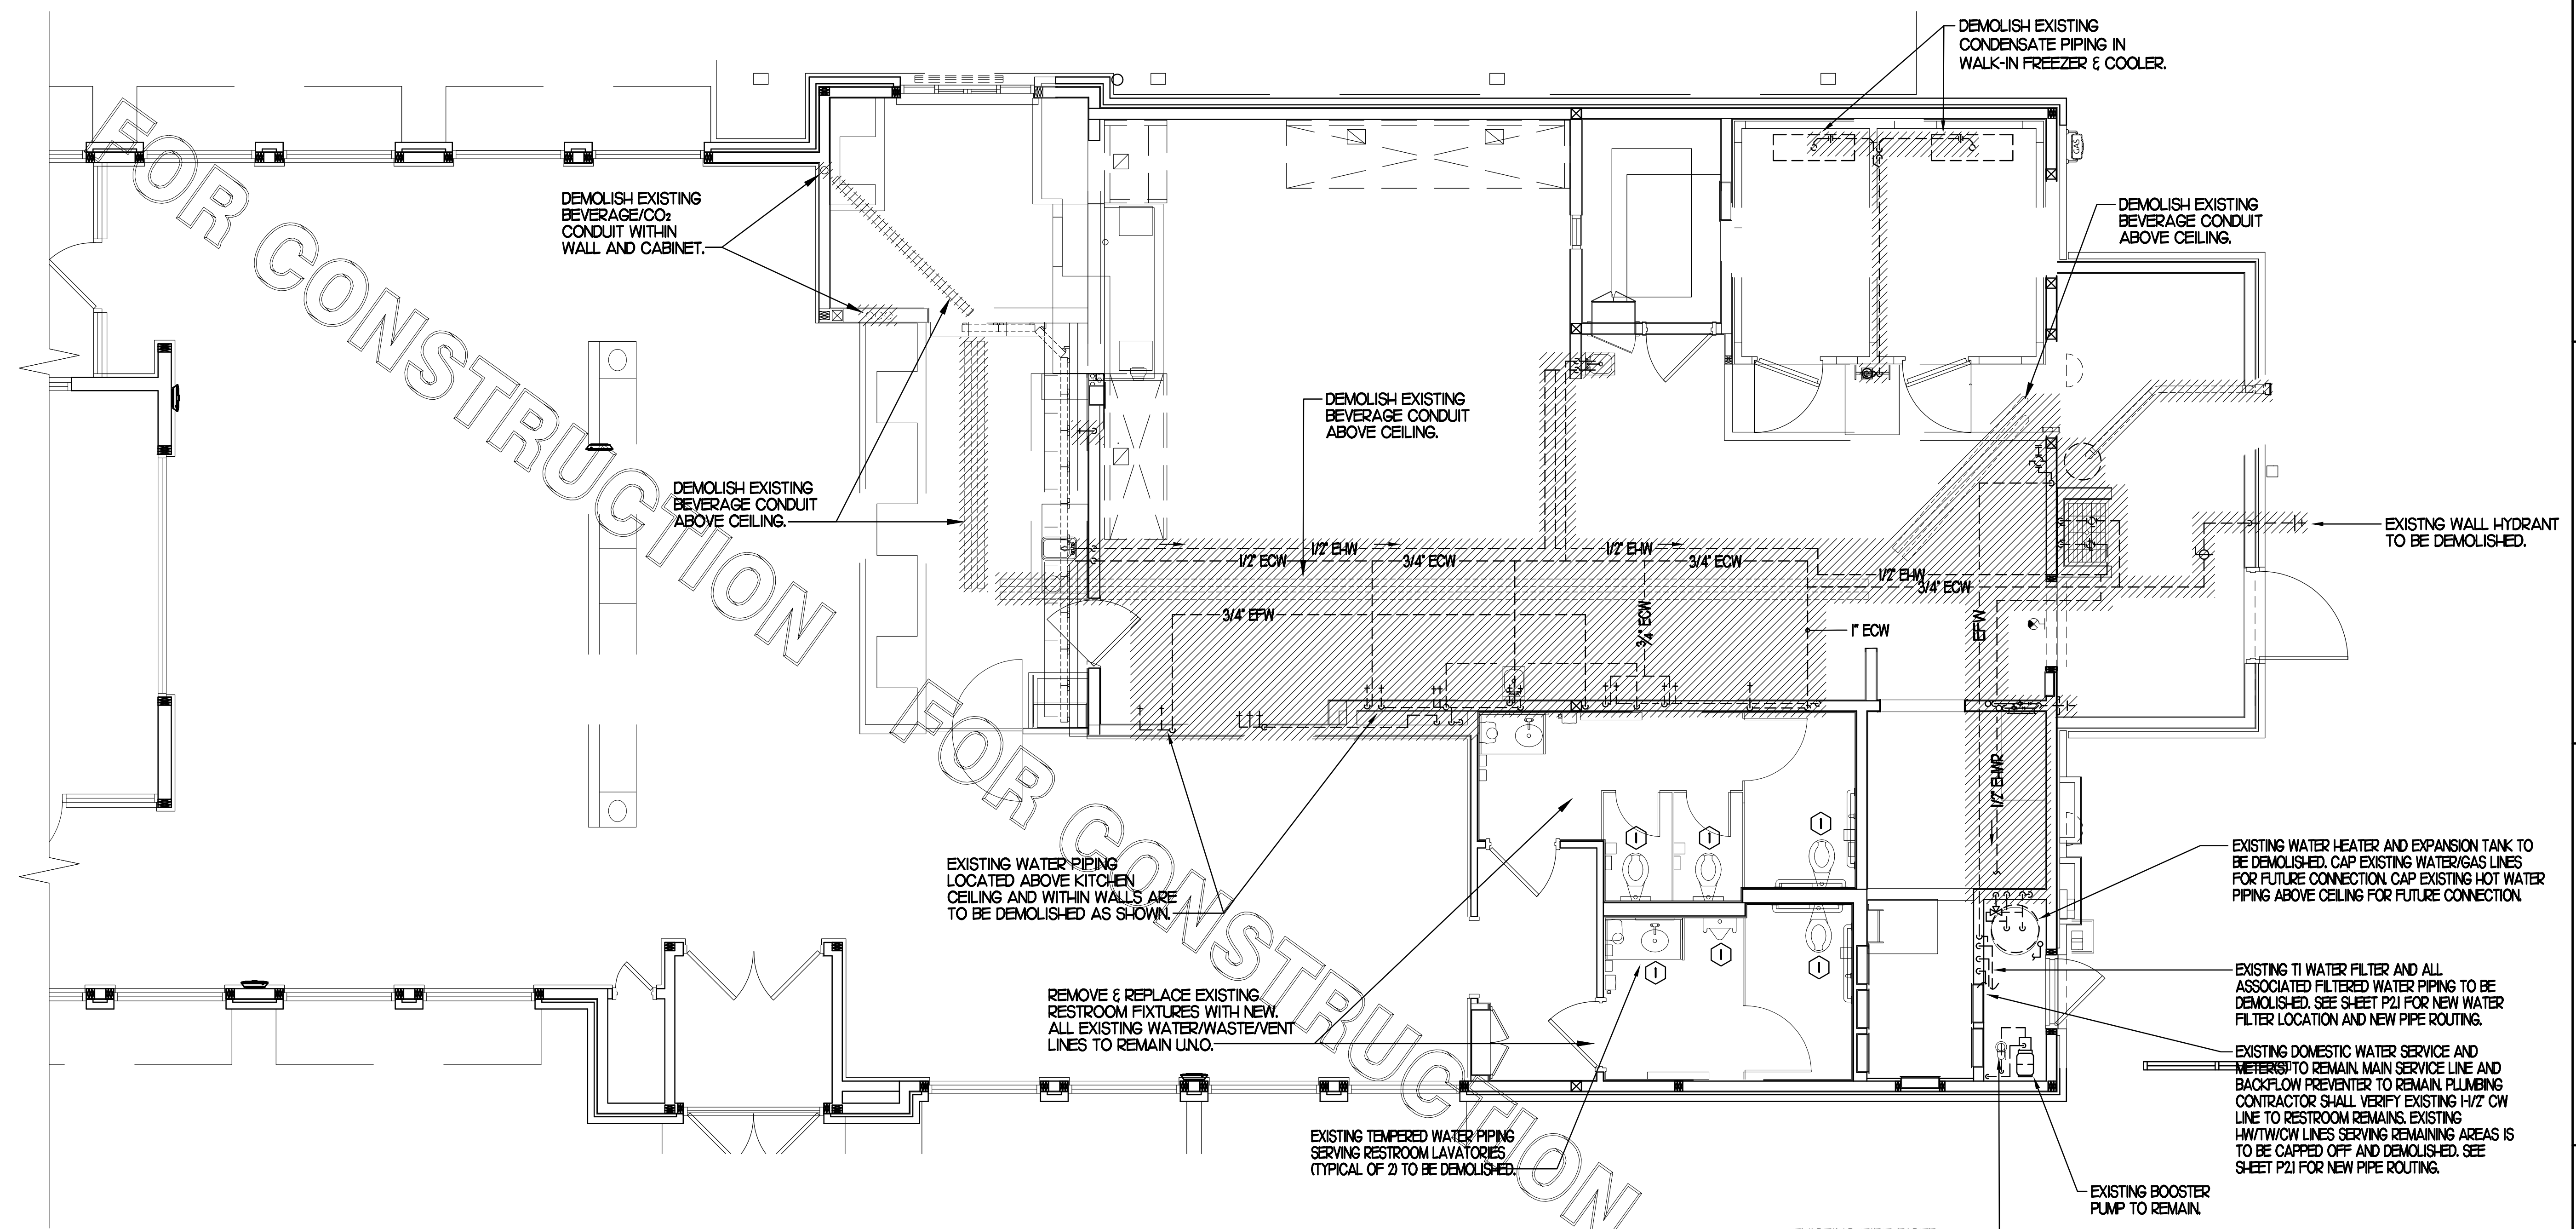 DEMOLISH EXISTING
CONDENSATE PIPING IN
WALK-IN FREEZER & COOLER.
GAS
DEMOLISH EXISTING
BEVERAGE/CO₂
CONDUIT WITHIN
WALL AND CABINET.
DEMOLISH EXISTING
BEVERAGE CONDUIT
ABOVE CEILING.
FOR CONSTRUCTION
DEMOLISH EXISTING
BEVERAGE CONDUIT
ABOVE CEILING.
DEMOLISH EXISTING
BEVERAGE CONDUIT
ABOVE CEILING.
EXISTNG WALL HYDRANT
TO BE DEMOLISHED.
1/2" EHW
1/2" EHW
1/2" ECW
3/4" ECW
3/4" ECW
1/2" EHW
3/4" ECW
3/4" EFW
3/4" ECW
1" ECW
EFW
1/2" EHWR
FOR CONSTRUCTION
1
1
1
1
1
1
EXISTING WATER PIPING
LOCATED ABOVE KITCHEN
CEILING AND WITHIN WALLS ARE
TO BE DEMOLISHED AS SHOWN.
EXISTING WATER HEATER AND EXPANSION TANK TO
BE DEMOLISHED. CAP EXISTING WATER/GAS LINES
FOR FUTURE CONNECTION. CAP EXISTING HOT WATER
PIPING ABOVE CEILING FOR FUTURE CONNECTION.
REMOVE & REPLACE EXISTING
RESTROOM FIXTURES WITH NEW.
ALL EXISTING WATER/WASTE/VENT
LINES TO REMAIN U.N.O.
EXISTING T1 WATER FILTER AND ALL
ASSOCIATED FILTERED WATER PIPING TO BE
DEMOLISHED. SEE SHEET P2.1 FOR NEW WATER
FILTER LOCATION AND NEW PIPE ROUTING.
EXISTING DOMESTIC WATER SERVICE AND
METER(S) TO REMAIN. MAIN SERVICE LINE AND
BACKFLOW PREVENTER TO REMAIN. PLUMBING
CONTRACTOR SHALL VERIFY EXISTING 1-1/2" CW
LINE TO RESTROOM REMAINS. EXISTING
HW/TW/CW LINES SERVING REMAINING AREAS IS
TO BE CAPPED OFF AND DEMOLISHED. SEE
SHEET P2.1 FOR NEW PIPE ROUTING.
EXISTING TEMPERED WATER PIPING
SERVING RESTROOM LAVATORIES
(TYPICAL OF 2) TO BE DEMOLISHED.
EXISTING BOOSTER
PUMP TO REMAIN.